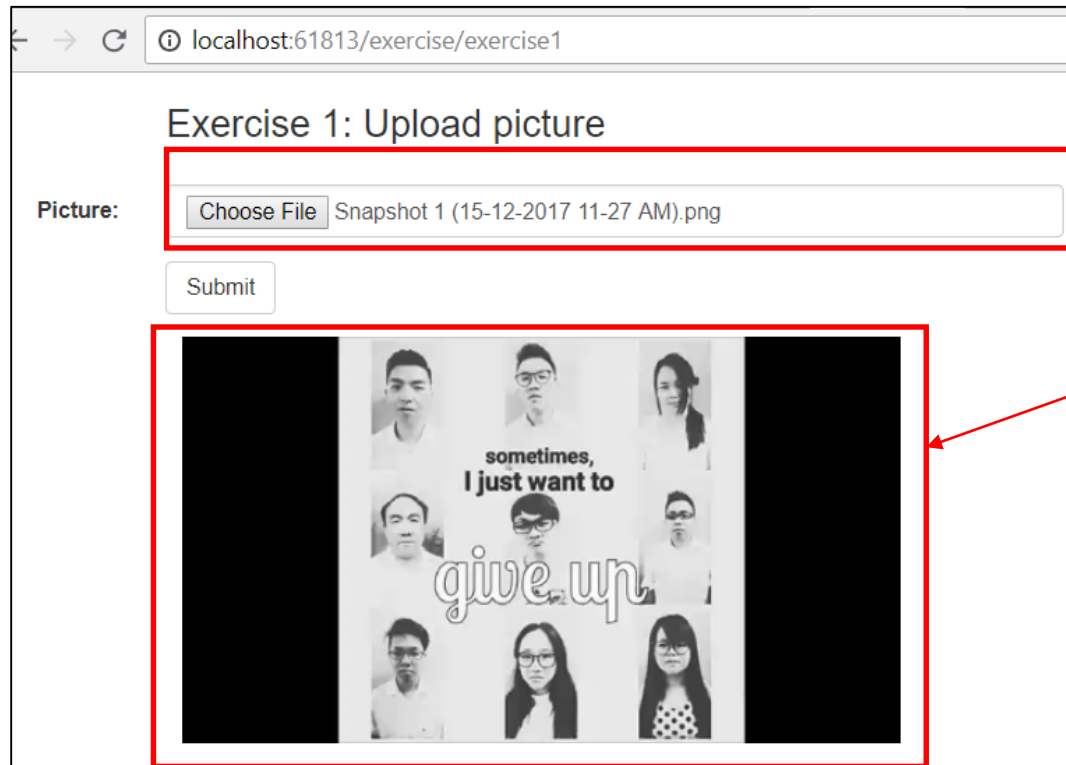 localhost:61813/exercise/exercise1
Exercise 1: Upload picture
Picture:
Choose File Snapshot 1 (15-12-2017 11-27 AM).png
Submit
sometimes,
I just want to
give up